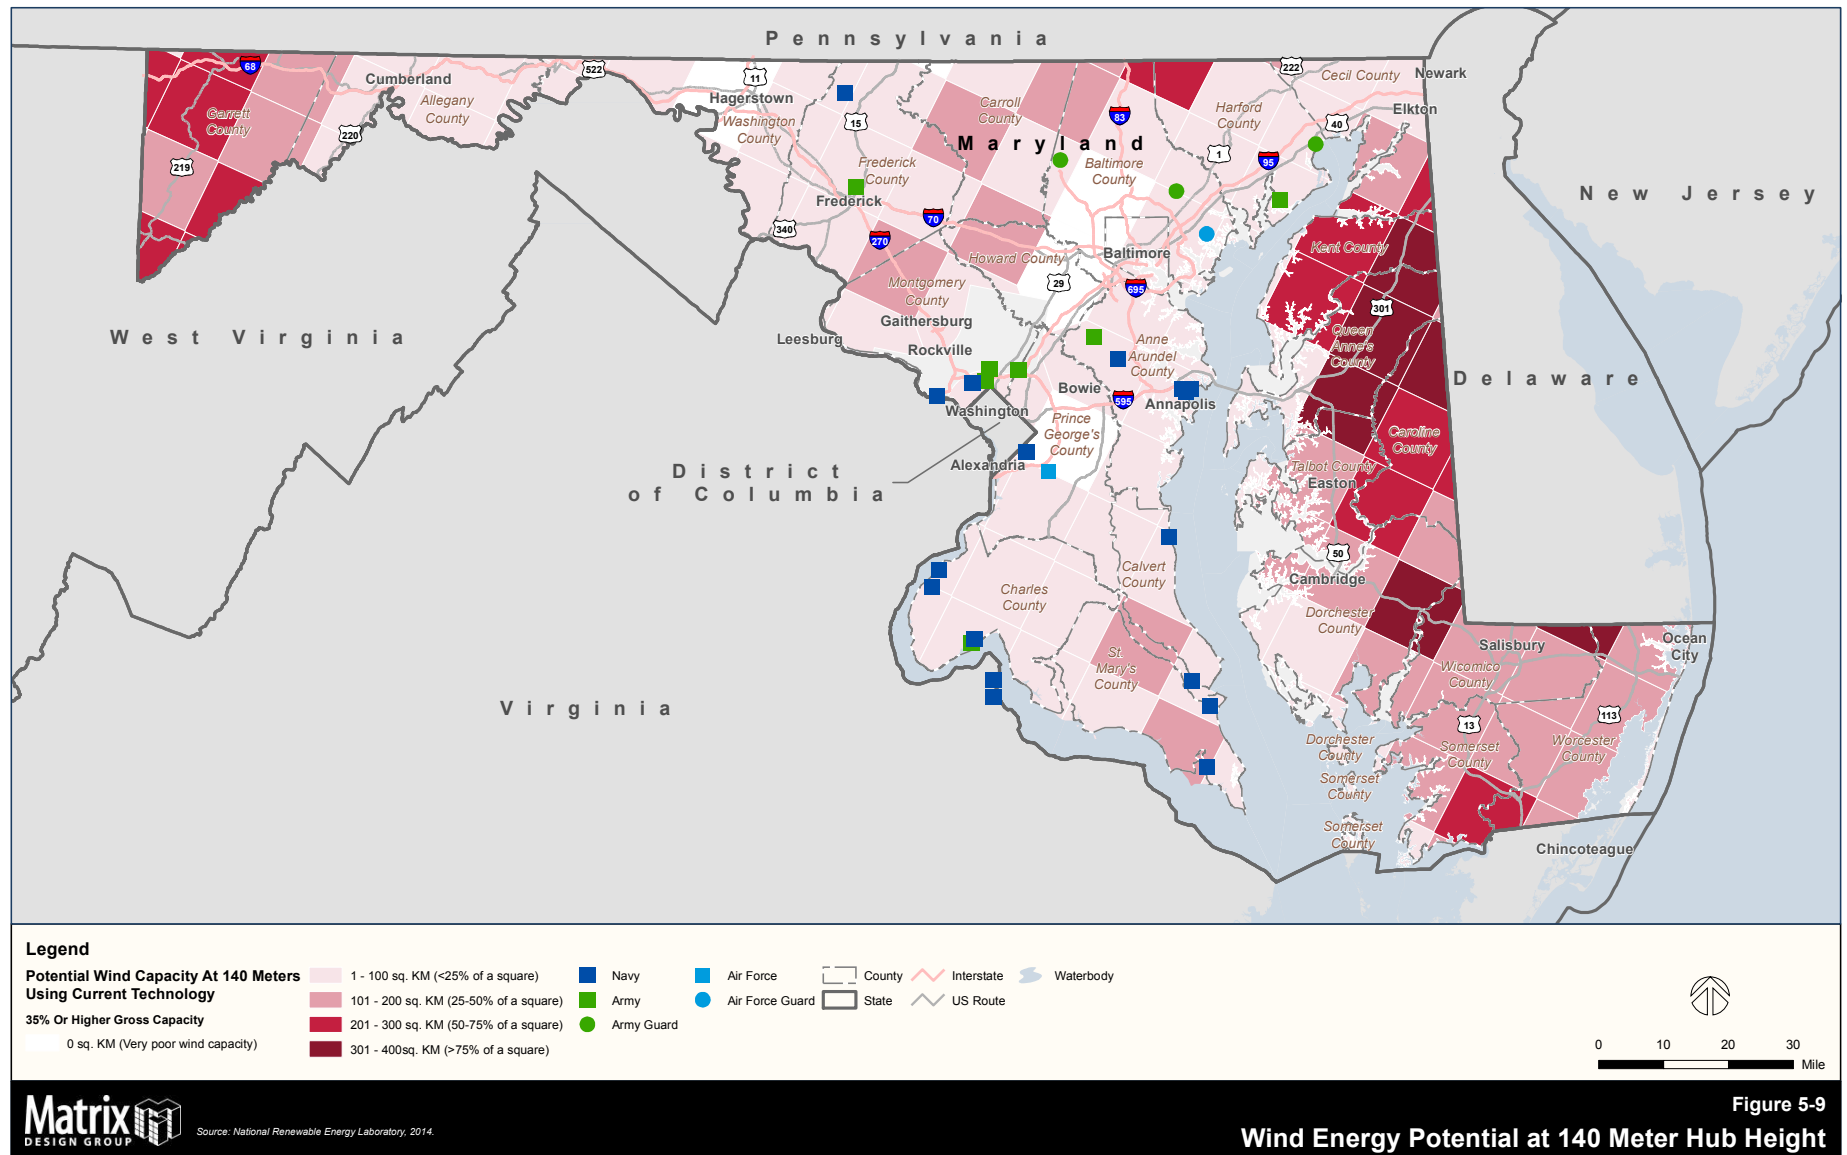 Pennsylvania
68
522
11
222
Cecil County
Newark
Cumberland
Hagerstown
Carroll
County
Harford
County
Elkton
Allegany
County
Garrett
County
Washington
County
15
83
40
220
Maryland
1
95
219
Frederick
County
Baltimore
County
New Jersey
Frederick
70
340
270
Howard County
Baltimore
Kent County
29
Montgomery
County
695
301
West Virginia
Leesburg
Gaithersburg
Rockville
Anne
Arundel
County
Queen
Anne's
County
Delaware
Bowie
595
Annapolis
Washington
Prince
George's
County
Caroline
County
District
of Columbia
Alexandria
Talbot County
Easton
50
Calvert
County
Cambridge
Charles
County
Dorchester
County
Salisbury
Ocean
City
St.
Mary's
County
Wicomico
County
Virginia
13
113
Dorchester
County
Somerset
County
Worcester
County
Somerset
County
Somerset
County
Chincoteague
Legend
Potential Wind Capacity At 140 Meters
Using Current Technology
35% Or Higher Gross Capacity
0 sq. KM (Very poor wind capacity)
1 - 100 sq. KM (<25% of a square)
101 - 200 sq. KM (25-50% of a square)
201 - 300 sq. KM (50-75% of a square)
301 - 400sq. KM (>75% of a square)
Navy
Army
Army Guard
Air Force
Air Force Guard
County
State
Interstate
US Route
Waterbody
0 10 20 30
Mile
Matrix
DESIGN GROUP
Source: National Renewable Energy Laboratory, 2014.
Figure 5-9
Wind Energy Potential at 140 Meter Hub Height